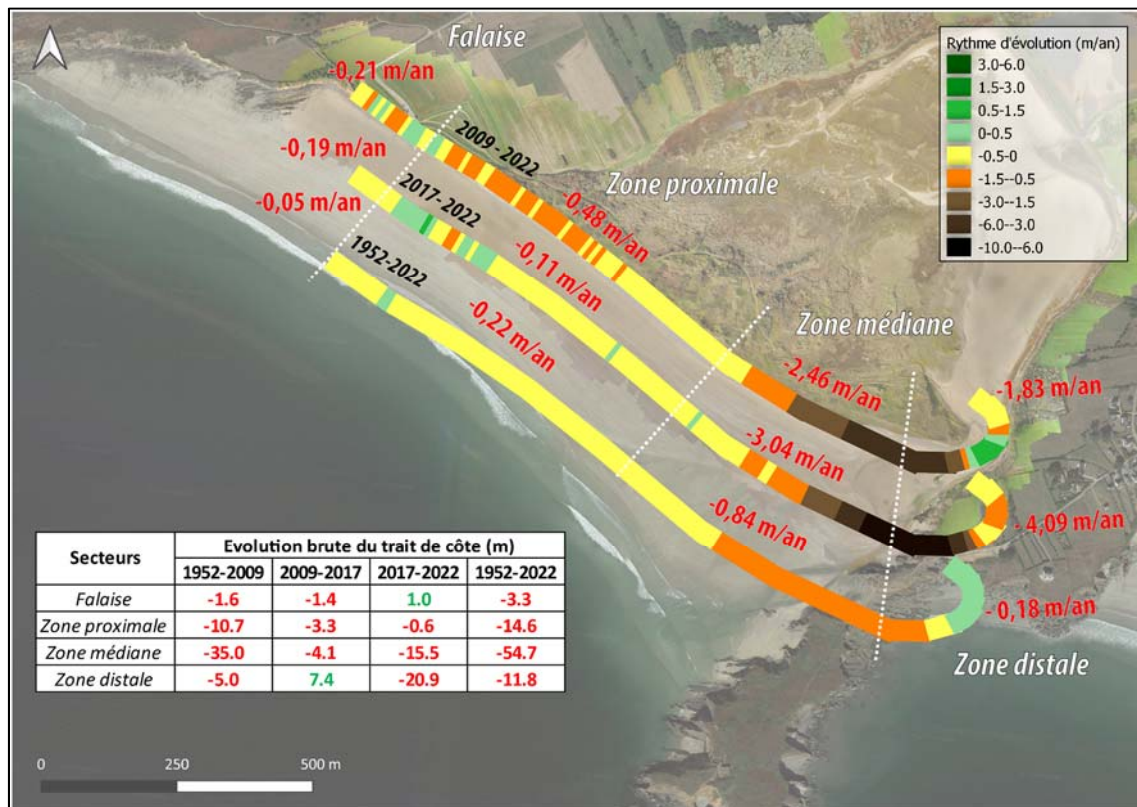 Falaise
-0,21 m/an
-0,19 m/an
-0,05 m/an
2009-2022
2017-2022
1952-2022
Zone proximale
-0,48 m/an
-0,11 m/an
-0,22 m/an
Zone médiane
-2,46 m/an
-3,04 m/an
-0,84 m/an
-1,83 m/an
-4,09 m/an
-0,18 m/an
Zone distale
Rythme d'évolution (m/an)
3.0-6.0
1.5-3.0
0.5-1.5
0-0.5
-0.5-0
-1.5--0.5
-3.0--1.5
-6.0--3.0
-10.0--6.0
Secteurs Evolution brute du trait de côte (m)
1952-2009 2009-2017 2017-2022 1952-2022
Falaise -1.6 -1.4 1.0 -3.3
Zone proximale -10.7 -3.3 -0.6 -14.6
Zone médiane -35.0 -4.1 -15.5 -54.7
Zone distale -5.0 7.4 -20.9 -11.8
0 250 500 m